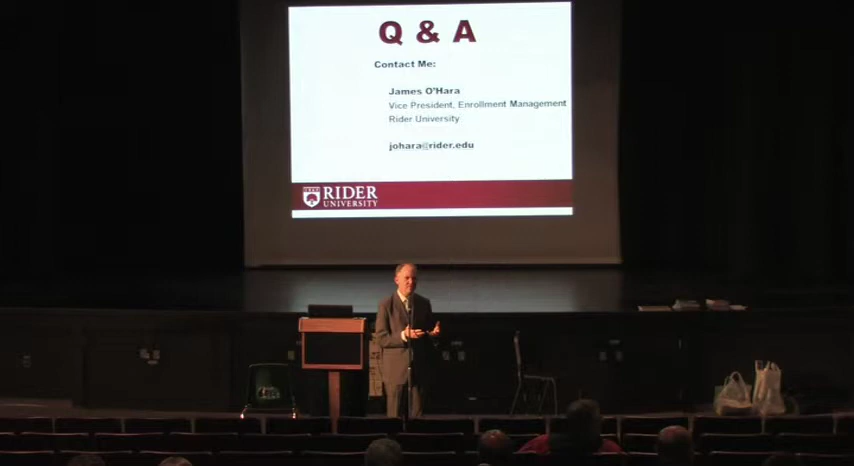 Q & A
Contact Me:
James O'Hara
Vice President, Enrollment Management
Rider University
johara@rider.edu
RIDER
UNIVERSITY